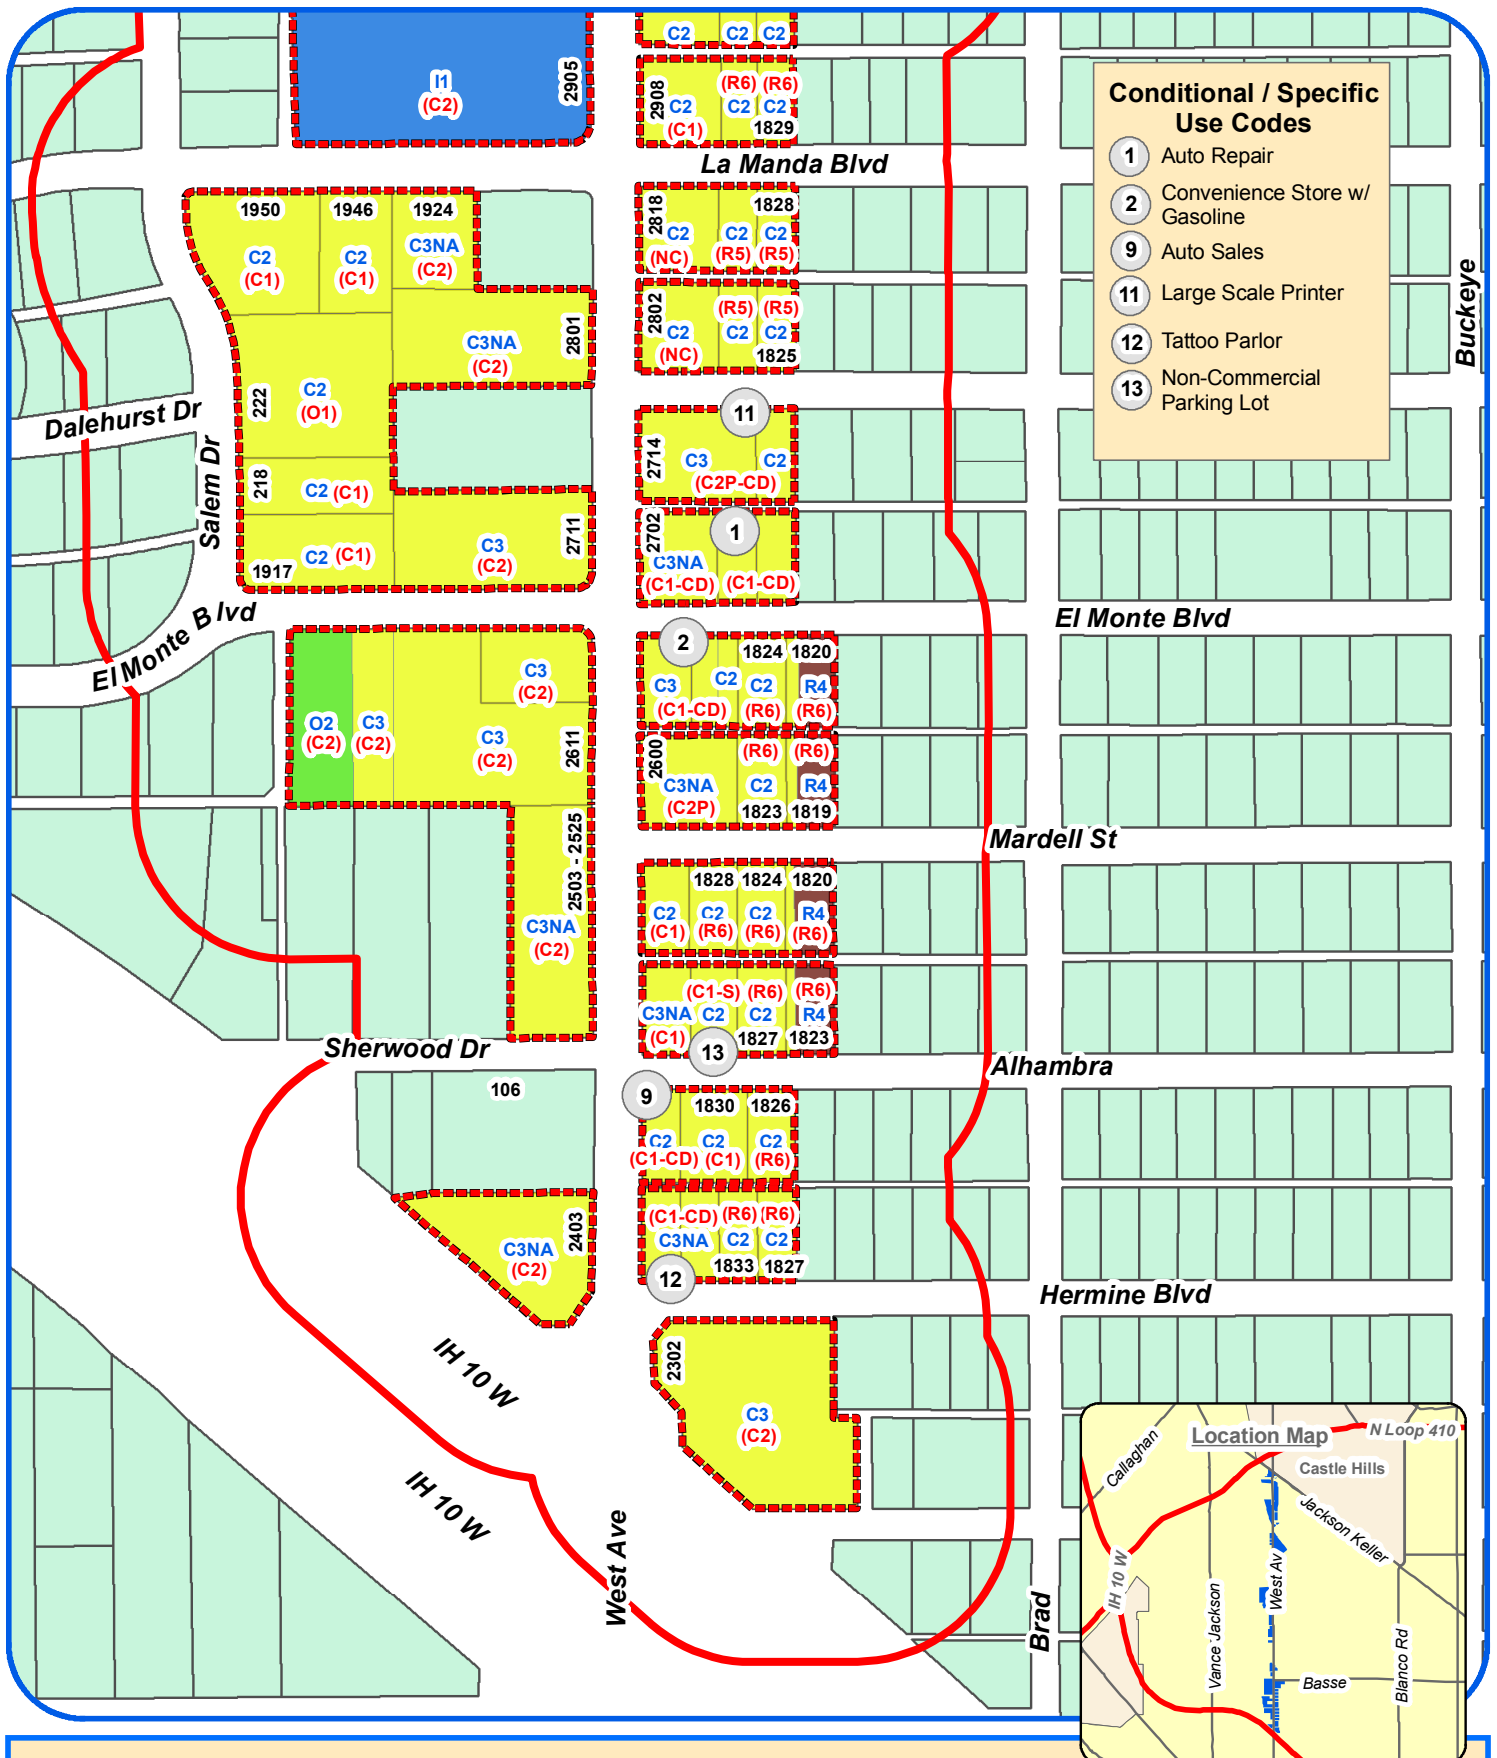 C2 C2 C2
I1
(C2)
2905
2908
C2
(C1)
(R6) (R6)
C2 C2
1829
La Manda Blvd
Conditional / Specific
Use Codes
1 Auto Repair
2 Convenience Store w/
Gasoline
9 Auto Sales
11 Large Scale Printer
12 Tattoo Parlor
13 Non-Commercial
Parking Lot
Buckeye
1950 1946 1924
C2
(C1)
C2
(C1)
C3NA
(C2)
C3NA
(C2)
2801
222
C2
(O1)
218
C2 (C1)
1917
C2 (C1)
C3
(C2)
2711
2818
C2
(NC)
1828
C2 C2
(R5) (R5)
2802
C2
(NC)
(R5) (R5)
C2 C2
1825
Dalehurst Dr
Salem Dr
11
2714
C3 C2
(C2P-CD)
2702
1
C3NA
(C1-CD) (C1-CD)
El Monte Blvd
El Monte Blvd
O2
(C2)
C3
(C2)
C3
(C2)
C3
(C2)
2611
2503 - 2525
C3NA
(C2)
2
1824 1820
C3 C2 C2 R4
(C1-CD) (R6) (R6)
2600
(R6) (R6)
C3NA C2 R4
(C2P)
1823 1819
Mardell St
1828 1824 1820
C2 C2 C2 R4
(C1) (R6) (R6) (R6)
(C1-S) (R6) (R6)
C3NA C2 C2 R4
(C1)
13
1827 1823
Sherwood Dr
Alhambra
106
9
1830 1826
C2 C2 C2
(C1-CD) (C1) (R6)
2403
C3NA
(C2)
(C1-CD) (R6) (R6)
C3NA C2 C2
12
1833 1827
Hermine Blvd
2302
C3
(C2)
IH 10 W
IH 10 W
West Ave
Brad
Location Map
N Loop 410
Callaghan
Castle Hills
Jackson Keller
IH 10 W
West Av
Vance Jackson
Basse
Blanco Rd